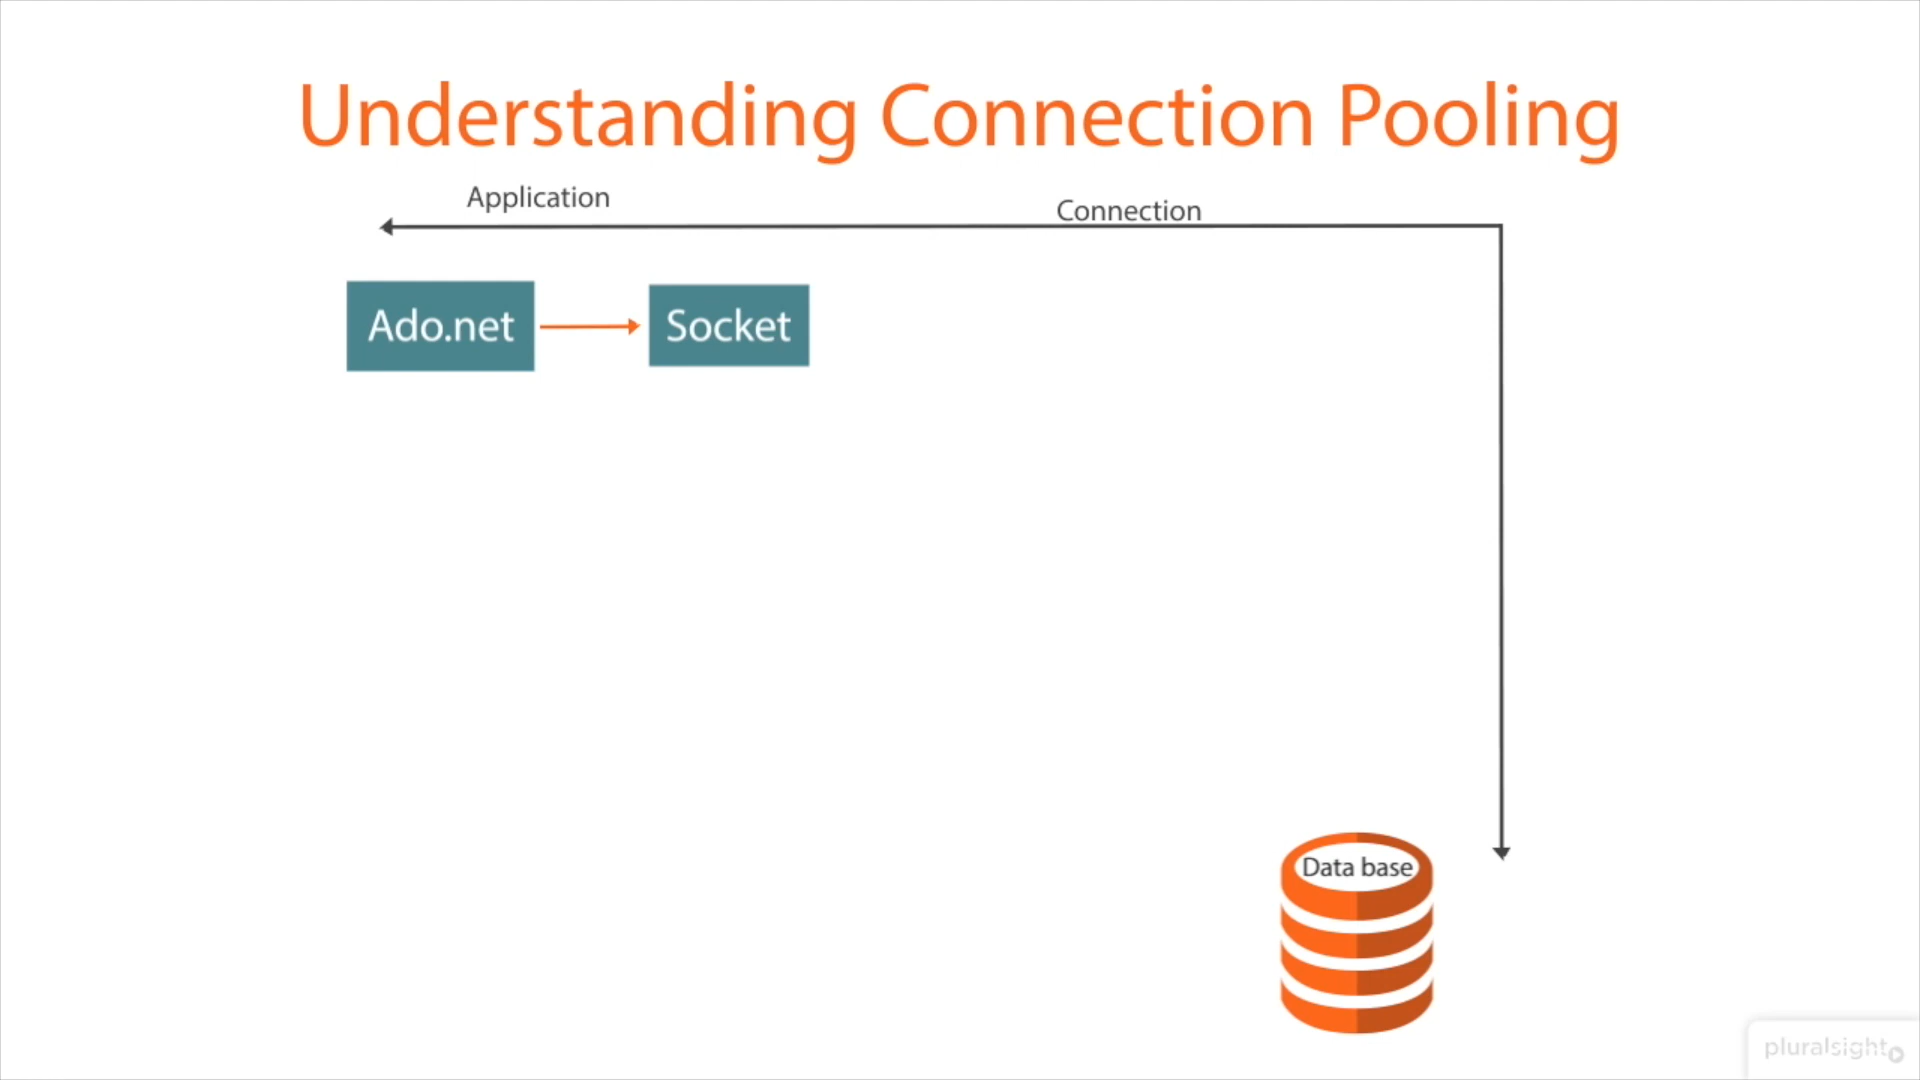 Understanding Connection Pooling
Application
Connection
Ado.net
Socket
Data base
pluralsight